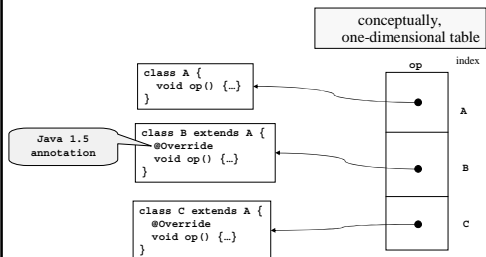 conceptually,
one-dimensional table
op
index
class A {
void op() {…}
}
A
Java 1.5
annotation
class B extends A {
@Override
void op() {…}
}
B
class C extends A {
@Override
void op() {…}
}
C